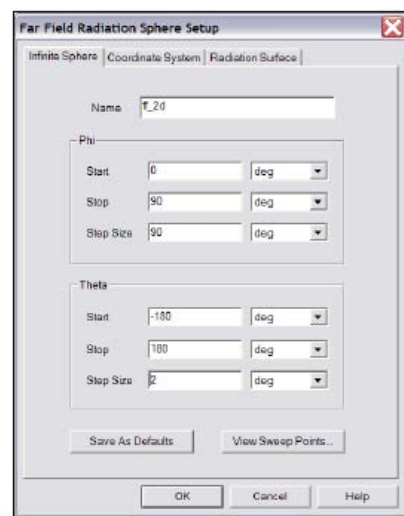 Far Field Radiation Sphere Setup
Infinite Sphere Coordinate System Radiation Surface
Name ff_2d
Phi
Start 0 deg
Stop 90 deg
Step Size 90 deg
Theta
Start -180 deg
Stop 180 deg
Step Size 2 deg
Save As Defaults View Sweep Points...
OK Cancel Help